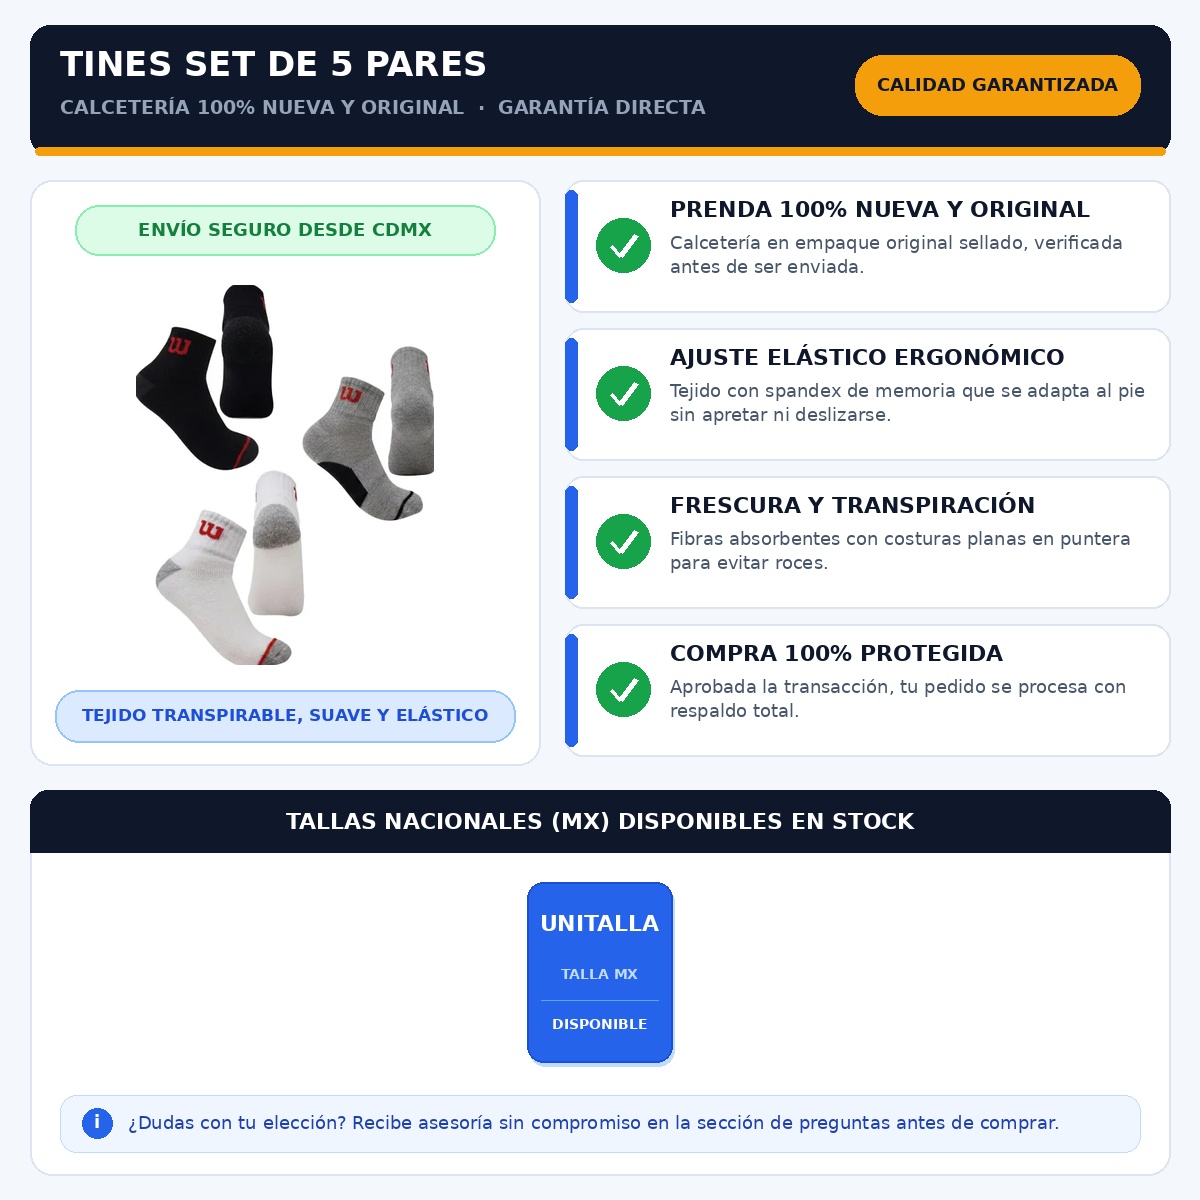 TINES SET DE 5 PARES
CALCETERÍA 100% NUEVA Y ORIGINAL · GARANTÍA DIRECTA
CALIDAD GARANTIZADA
ENVÍO SEGURO DESDE CDMX
W
W
W
TEJIDO TRANSPIRABLE, SUAVE Y ELÁSTICO
PRENDA 100% NUEVA Y ORIGINAL
Calcetería en empaque original sellado, verificada
antes de ser enviada.
AJUSTE ELÁSTICO ERGONÓMICO
Tejido con spandex de memoria que se adapta al pie
sin apretar ni deslizarse.
FRESCURA Y TRANSPIRACIÓN
Fibras absorbentes con costuras planas en puntera
para evitar roces.
COMPRA 100% PROTEGIDA
Aprobada la transacción, tu pedido se procesa con
respaldo total.
TALLAS NACIONALES (MX) DISPONIBLES EN STOCK
UNITALLA
TALLA MX
DISPONIBLE
i
¿Dudas con tu elección? Recibe asesoría sin compromiso en la sección de preguntas antes de comprar.